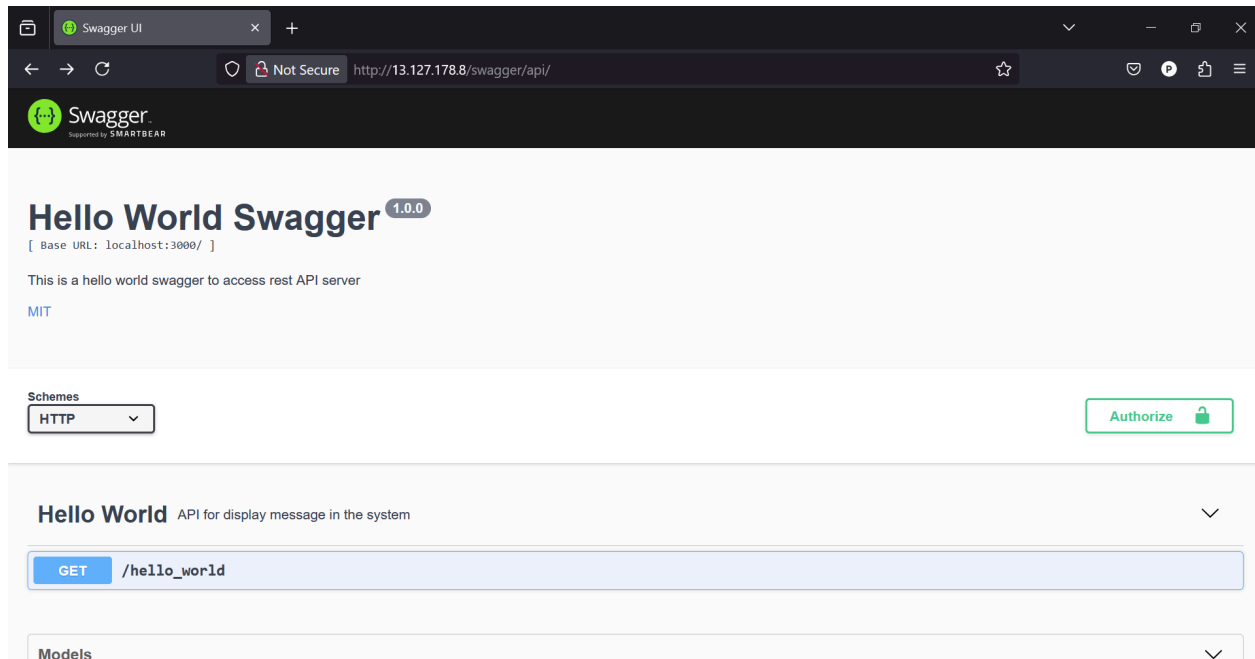 Swagger UI
Not Secure http://13.127.178.8/swagger/api/
P
{···} Swagger.
Supported by SMARTBEAR
Hello World Swagger 1.0.0
[ Base URL: localhost:3000/ ]
This is a hello world swagger to access rest API server
MIT
Schemes
HTTP
Authorize
Hello World API for display message in the system
GET /hello_world
Models